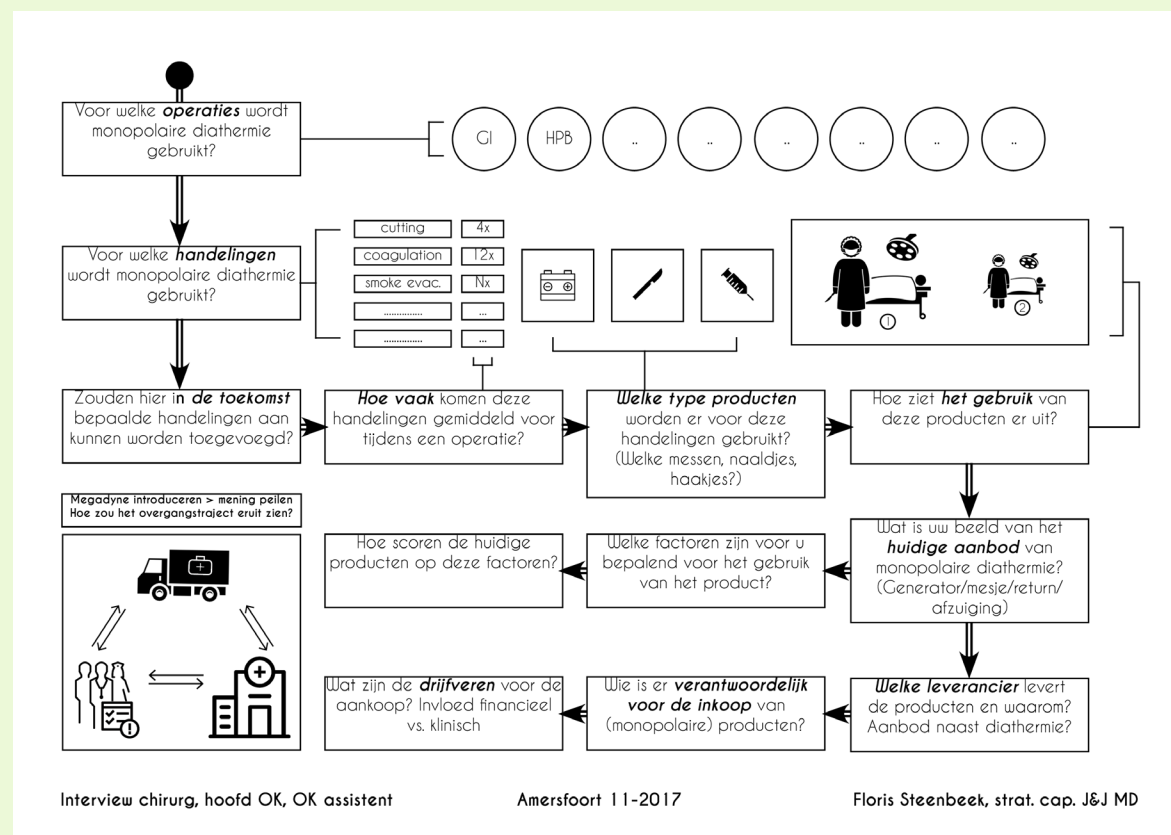 Voor welke operaties wordt
monopolaire diathermie
gebruikt?
GI
HPB
..
..
..
..
..
..
Voor welke handelingen
wordt monopolaire diathermie
gebruikt?
cutting 4x
coagulation 12x
smoke evac. Nx
............... ...
............... ...
1
2
Zouden hier in de toekomst
bepaalde handelingen aan
kunnen worden toegevoegd?
Hoe vaak komen deze
handelingen gemiddeld voor
tijdens een operatie?
Welke type producten
worden er voor deze
handelingen gebruikt?
(Welke messen, naaldjes,
haakjes?)
Hoe ziet het gebruik van
deze producten er uit?
Wat is uw beeld van het
huidige aanbod van
monopolaire diathermie?
(Generator/mesje/return/
afzuiging)
Welke factoren zijn voor u
bepalend voor het gebruik
van het product?
Hoe scoren de huidige
producten op deze factoren?
Welke leverancier levert
de producten en waarom?
Aanbod naast diathermie?
Wie is er verantwoordelijk
voor de inkoop van
(monopolaire) producten?
Wat zijn de drijfveren voor de
aankoop? Invloed financieel
vs. klinisch
Megadyne introduceren > mening peilen
Hoe zou het overgangstraject eruit zien?
Interview chirurg, hoofd OK, OK assistent
Amersfoort 11-2017
Floris Steenbeek, strat. cap. J&J MD